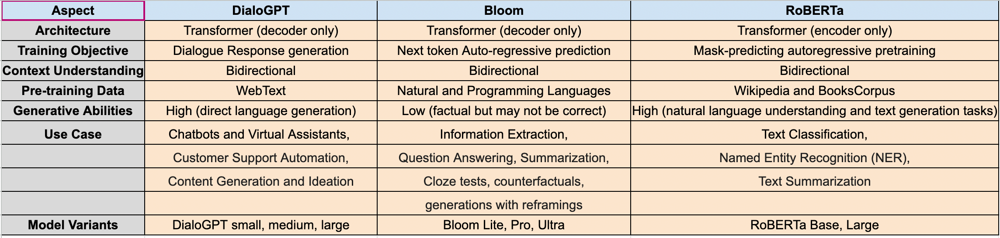 Aspect DialoGPT Bloom RoBERTa
Architecture Transformer (decoder only) Transformer (decoder only) Transformer (encoder only)
Training Objective Dialogue Response generation Next token Auto-regressive prediction Mask-predicting autoregressive pretraining
Context Understanding Bidirectional Bidirectional Bidirectional
Pre-training Data WebText Natural and Programming Languages Wikipedia and BooksCorpus
Generative Abilities High (direct language generation) Low (factual but may not be correct) High (natural language understanding and text generation tasks)
Use Case Chatbots and Virtual Assistants, Information Extraction, Text Classification,
Customer Support Automation, Question Answering, Summarization, Named Entity Recognition (NER),
Content Generation and Ideation Cloze tests, counterfactuals, Text Summarization
generations with reframings
Model Variants DialoGPT small, medium, large Bloom Lite, Pro, Ultra RoBERTa Base, Large